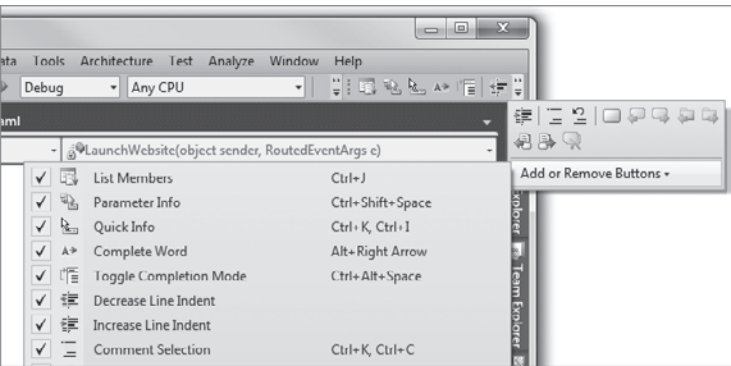 ata Tools Architecture Test Analyze Window Help
Debug Any CPU
aml
LaunchWebsite(object sender, RoutedEventArgs e)
Add or Remove Buttons
List Members Ctrl+J
Parameter Info Ctrl+Shift+Space
Quick Info Ctrl+K, Ctrl+I
Complete Word Alt+Right Arrow
Toggle Completion Mode Ctrl+Alt+Space
Decrease Line Indent
Increase Line Indent
Comment Selection Ctrl+K, Ctrl+C
xplorer
Team Explorer